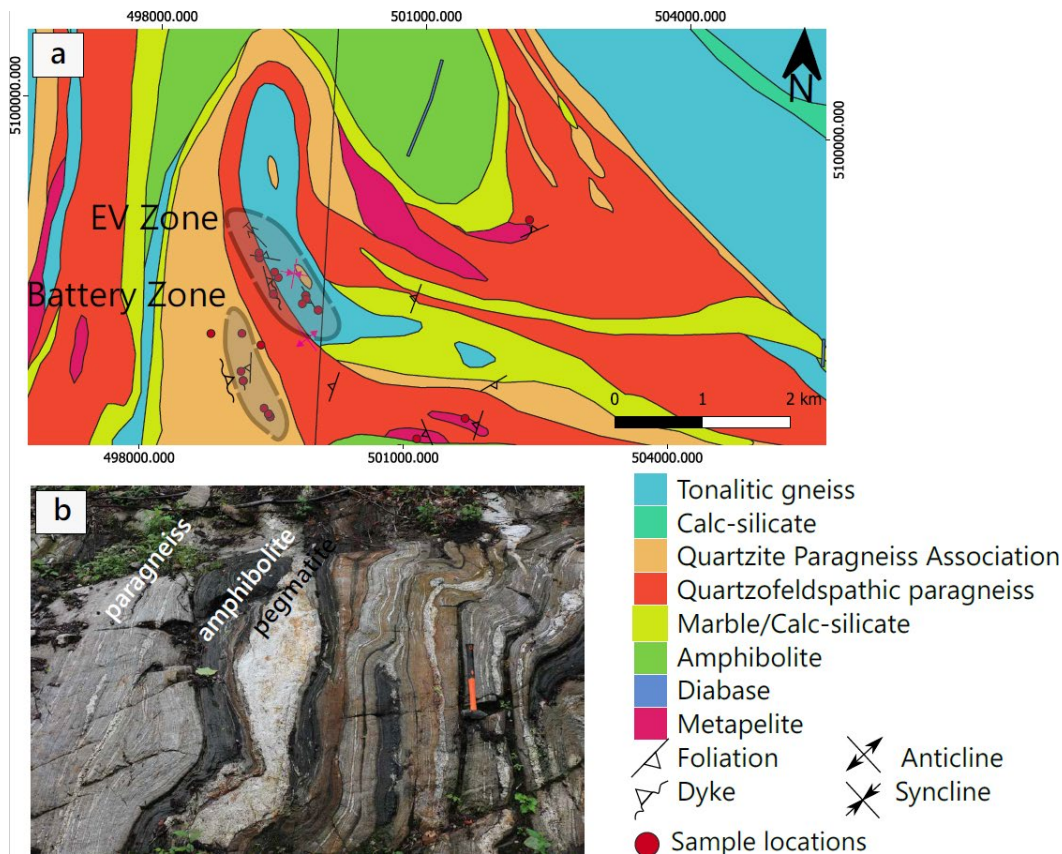 498000.000 501000.000 504000.000
a
N
5100000.000
5100000.000
EV Zone
Battery Zone
0 1 2 km
498000.000 501000.000 504000.000
b
paragneiss
amphibolite
pegmatite
Tonalitic gneiss
Calc-silicate
Quartzite Paragneiss Association
Quartzofeldspathic paragneiss
Marble/Calc-silicate
Amphibolite
Diabase
Metapelite
Foliation Anticline
Dyke Syncline
Sample locations